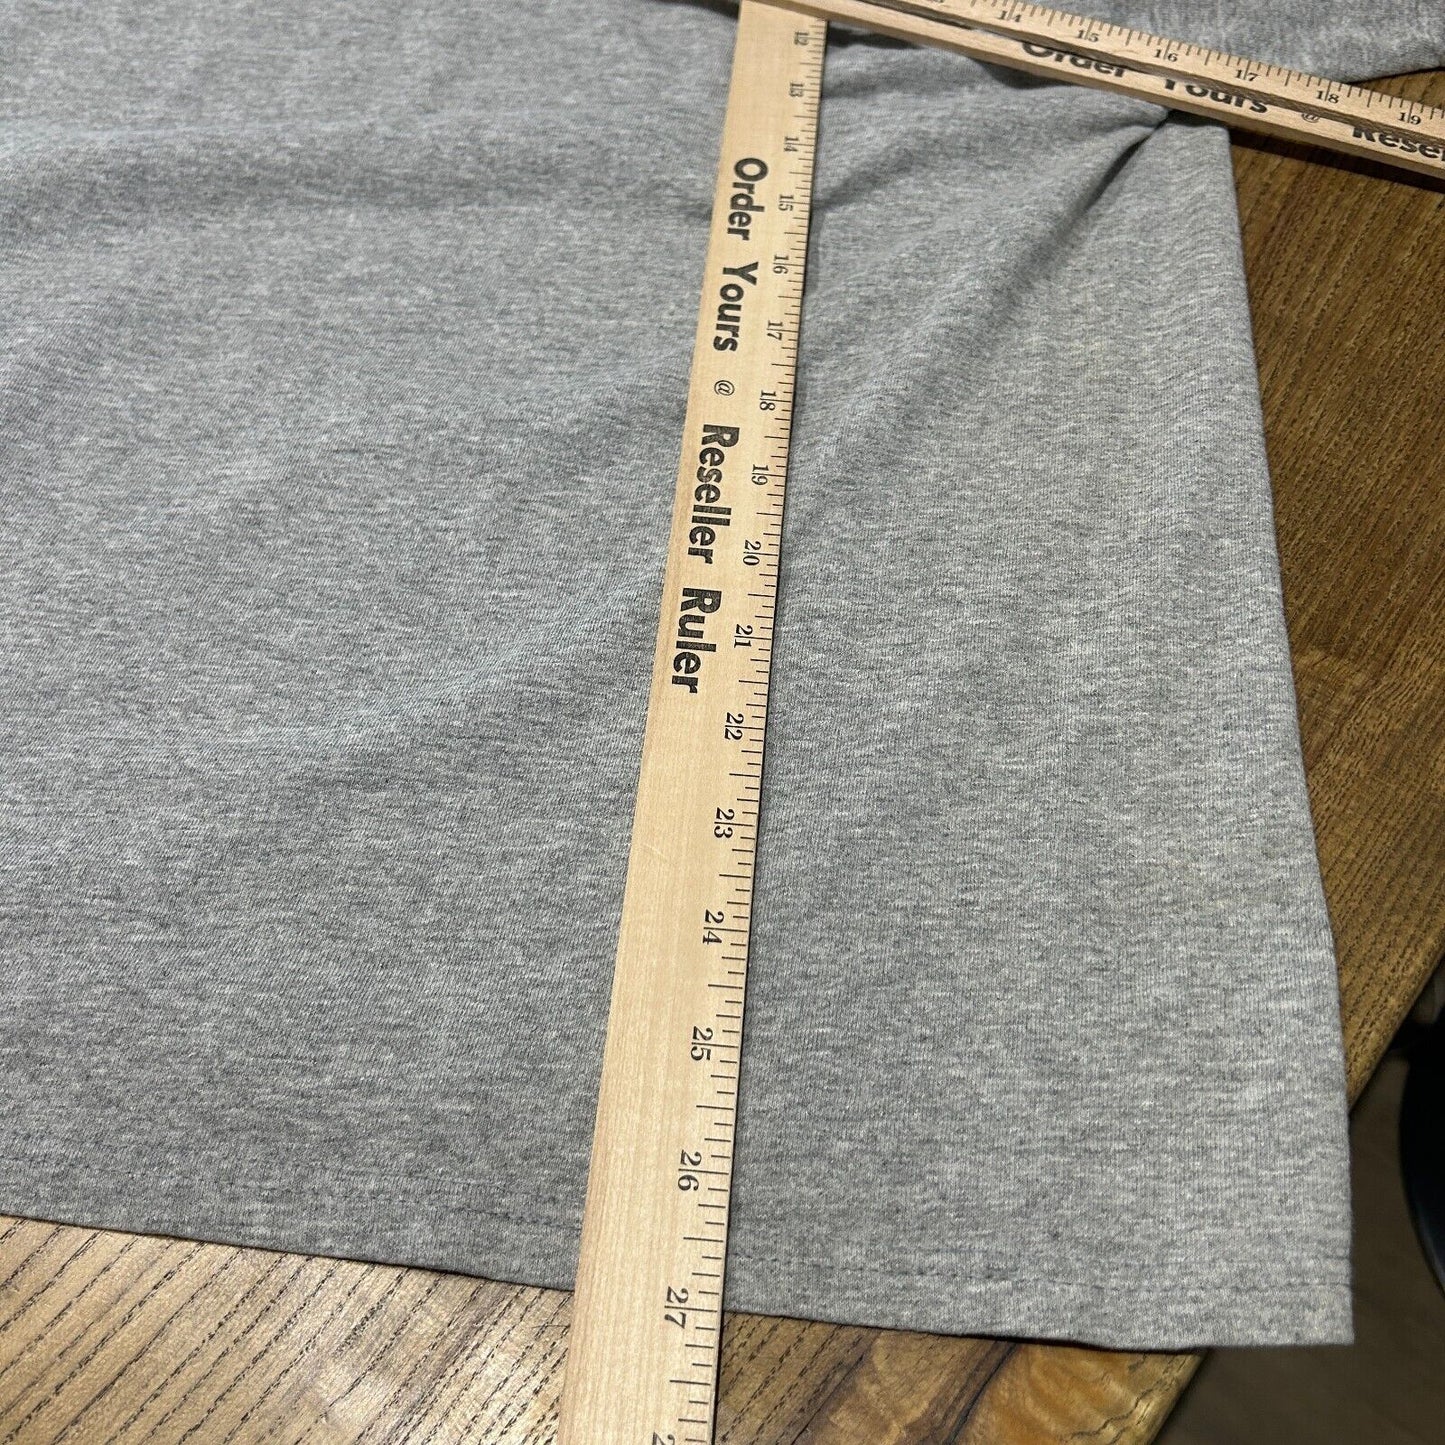 14 15 16 17 18 19
Order Yours @ Resel
12 13 14 15 16 17 18 19 20 21 22 23 24 25 26 27
Order Yours @ Reseller Ruler